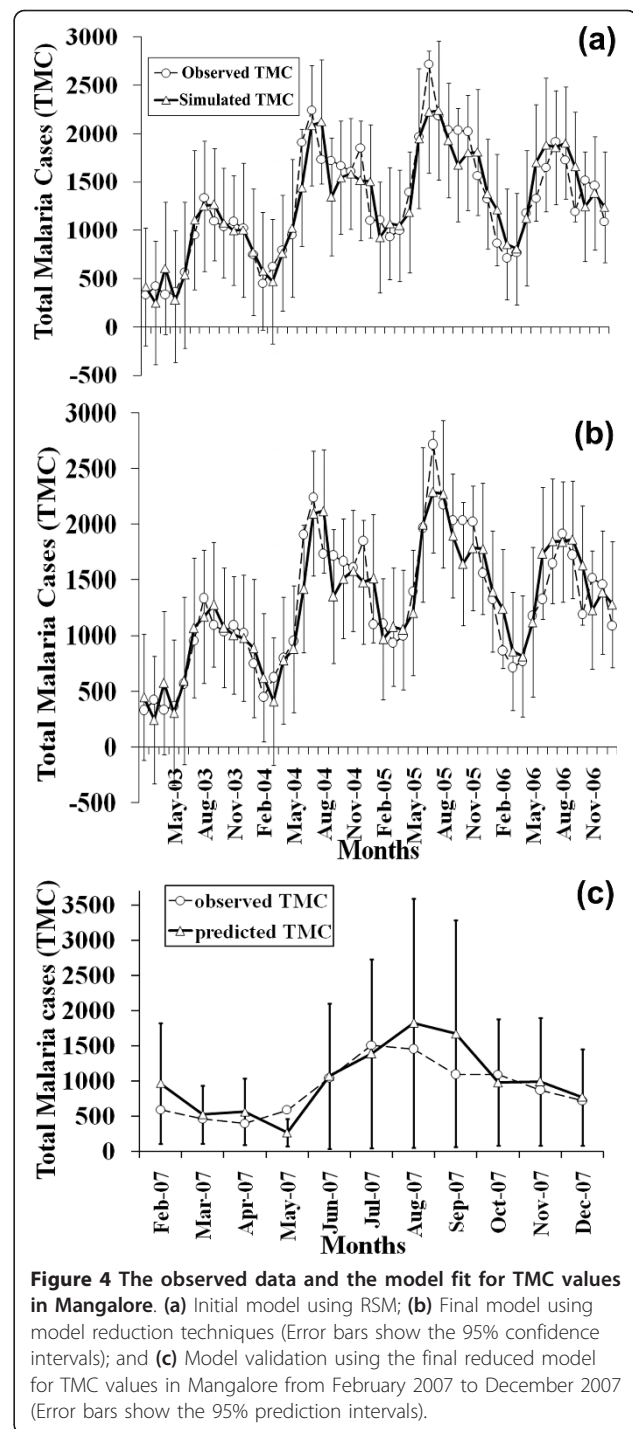 (a)
3000
2500
2000
1500
1000
500
0
-500
Total Malaria Cases (TMC)
Observed TMC
Simulated TMC
(b)
3000
2500
2000
1500
1000
500
0
-500
Total Malaria Cases (TMC)
May-03
Aug-03
Nov-03
Feb-04
May-04
Aug-04
Nov-04
Feb-05
May-05
Aug-05
Nov-05
Feb-06
May-06
Aug-06
Nov-06
Months
(c)
3500
3000
2500
2000
1500
1000
500
0
Total Malaria cases (TMC)
observed TMC
predicted TMC
Feb-07
Mar-07
Apr-07
May-07
Jun-07
Jul-07
Aug-07
Sep-07
Oct-07
Nov-07
Dec-07
Months
Figure 4 The observed data and the model fit for TMC values
in Mangalore. (a) Initial model using RSM; (b) Final model using
model reduction techniques (Error bars show the 95% confidence
intervals); and (c) Model validation using the final reduced model
for TMC values in Mangalore from February 2007 to December 2007
(Error bars show the 95% prediction intervals).